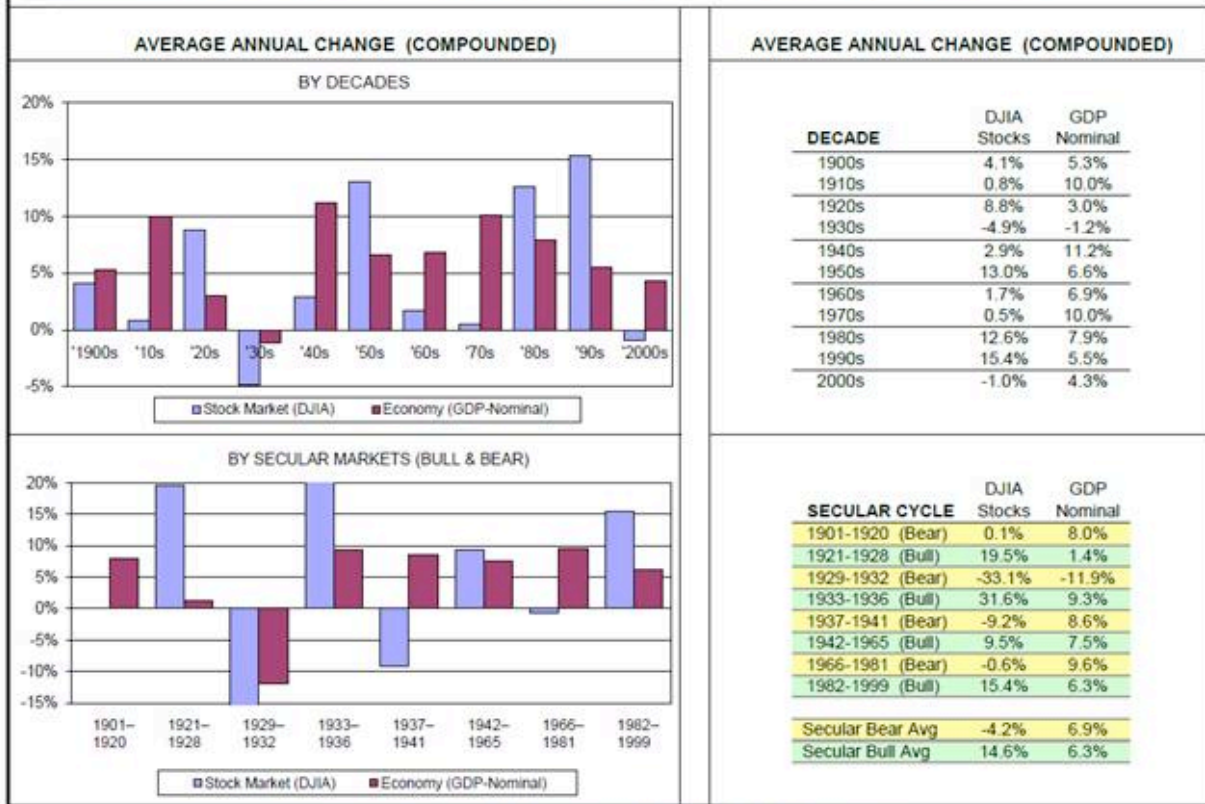 AVERAGE ANNUAL CHANGE (COMPOUNDED)
BY DECADES
20%
15%
10%
5%
0%
-5%
'1900s '10s '20s '30s '40s '50s '60s '70s '80s '90s '2000s
Stock Market (DJIA) Economy (GDP-Nominal)
BY SECULAR MARKETS (BULL & BEAR)
20%
15%
10%
5%
0%
-5%
-10%
-15%
1901– 1921– 1929– 1933– 1937– 1942– 1966– 1982–
1920 1928 1932 1936 1941 1965 1981 1999
Stock Market (DJIA) Economy (GDP-Nominal)
AVERAGE ANNUAL CHANGE (COMPOUNDED)
DJIA GDP
DECADE Stocks Nominal
1900s 4.1% 5.3%
1910s 0.8% 10.0%
1920s 8.8% 3.0%
1930s -4.9% -1.2%
1940s 2.9% 11.2%
1950s 13.0% 6.6%
1960s 1.7% 6.9%
1970s 0.5% 10.0%
1980s 12.6% 7.9%
1990s 15.4% 5.5%
2000s -1.0% 4.3%
DJIA GDP
SECULAR CYCLE Stocks Nominal
1901-1920 (Bear) 0.1% 8.0%
1921-1928 (Bull) 19.5% 1.4%
1929-1932 (Bear) -33.1% -11.9%
1933-1936 (Bull) 31.6% 9.3%
1937-1941 (Bear) -9.2% 8.6%
1942-1965 (Bull) 9.5% 7.5%
1966-1981 (Bear) -0.6% 9.6%
1982-1999 (Bull) 15.4% 6.3%
Secular Bear Avg -4.2% 6.9%
Secular Bull Avg 14.6% 6.3%